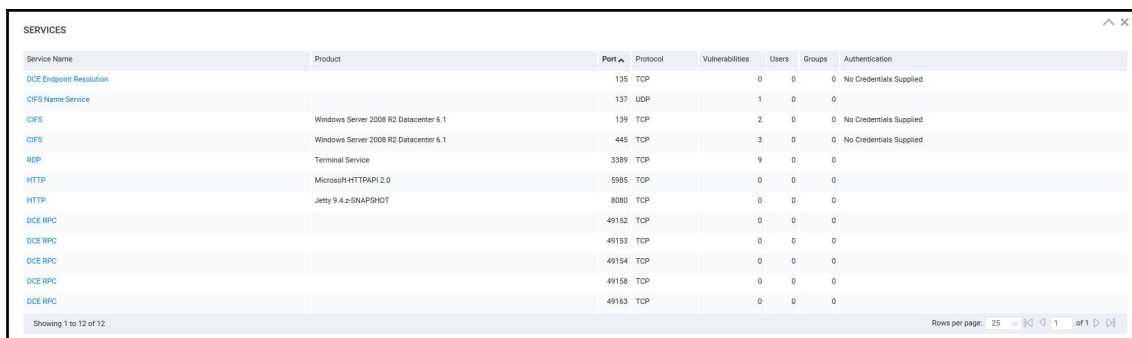 SERVICES
Service Name Product Port Protocol Vulnerabilities Users Groups Authentication
DCE Endpoint Resolution 135 TCP 0 0 0 No Credentials Supplied
CIFS Name Service 137 UDP 1 0 0
CIFS Windows Server 2008 R2 Datacenter 6.1 139 TCP 2 0 0 No Credentials Supplied
CIFS Windows Server 2008 R2 Datacenter 6.1 445 TCP 3 0 0 No Credentials Supplied
RDP Terminal Service 3389 TCP 9 0 0
HTTP Microsoft-HTTPAPI 2.0 5985 TCP 0 0 0
HTTP Jetty 9.4.z-SNAPSHOT 8080 TCP 0 0 0
DCE RPC 49152 TCP 0 0 0
DCE RPC 49153 TCP 0 0 0
DCE RPC 49154 TCP 0 0 0
DCE RPC 49158 TCP 0 0 0
DCE RPC 49163 TCP 0 0 0
Showing 1 to 12 of 12 Rows per page: 25 1 of 1